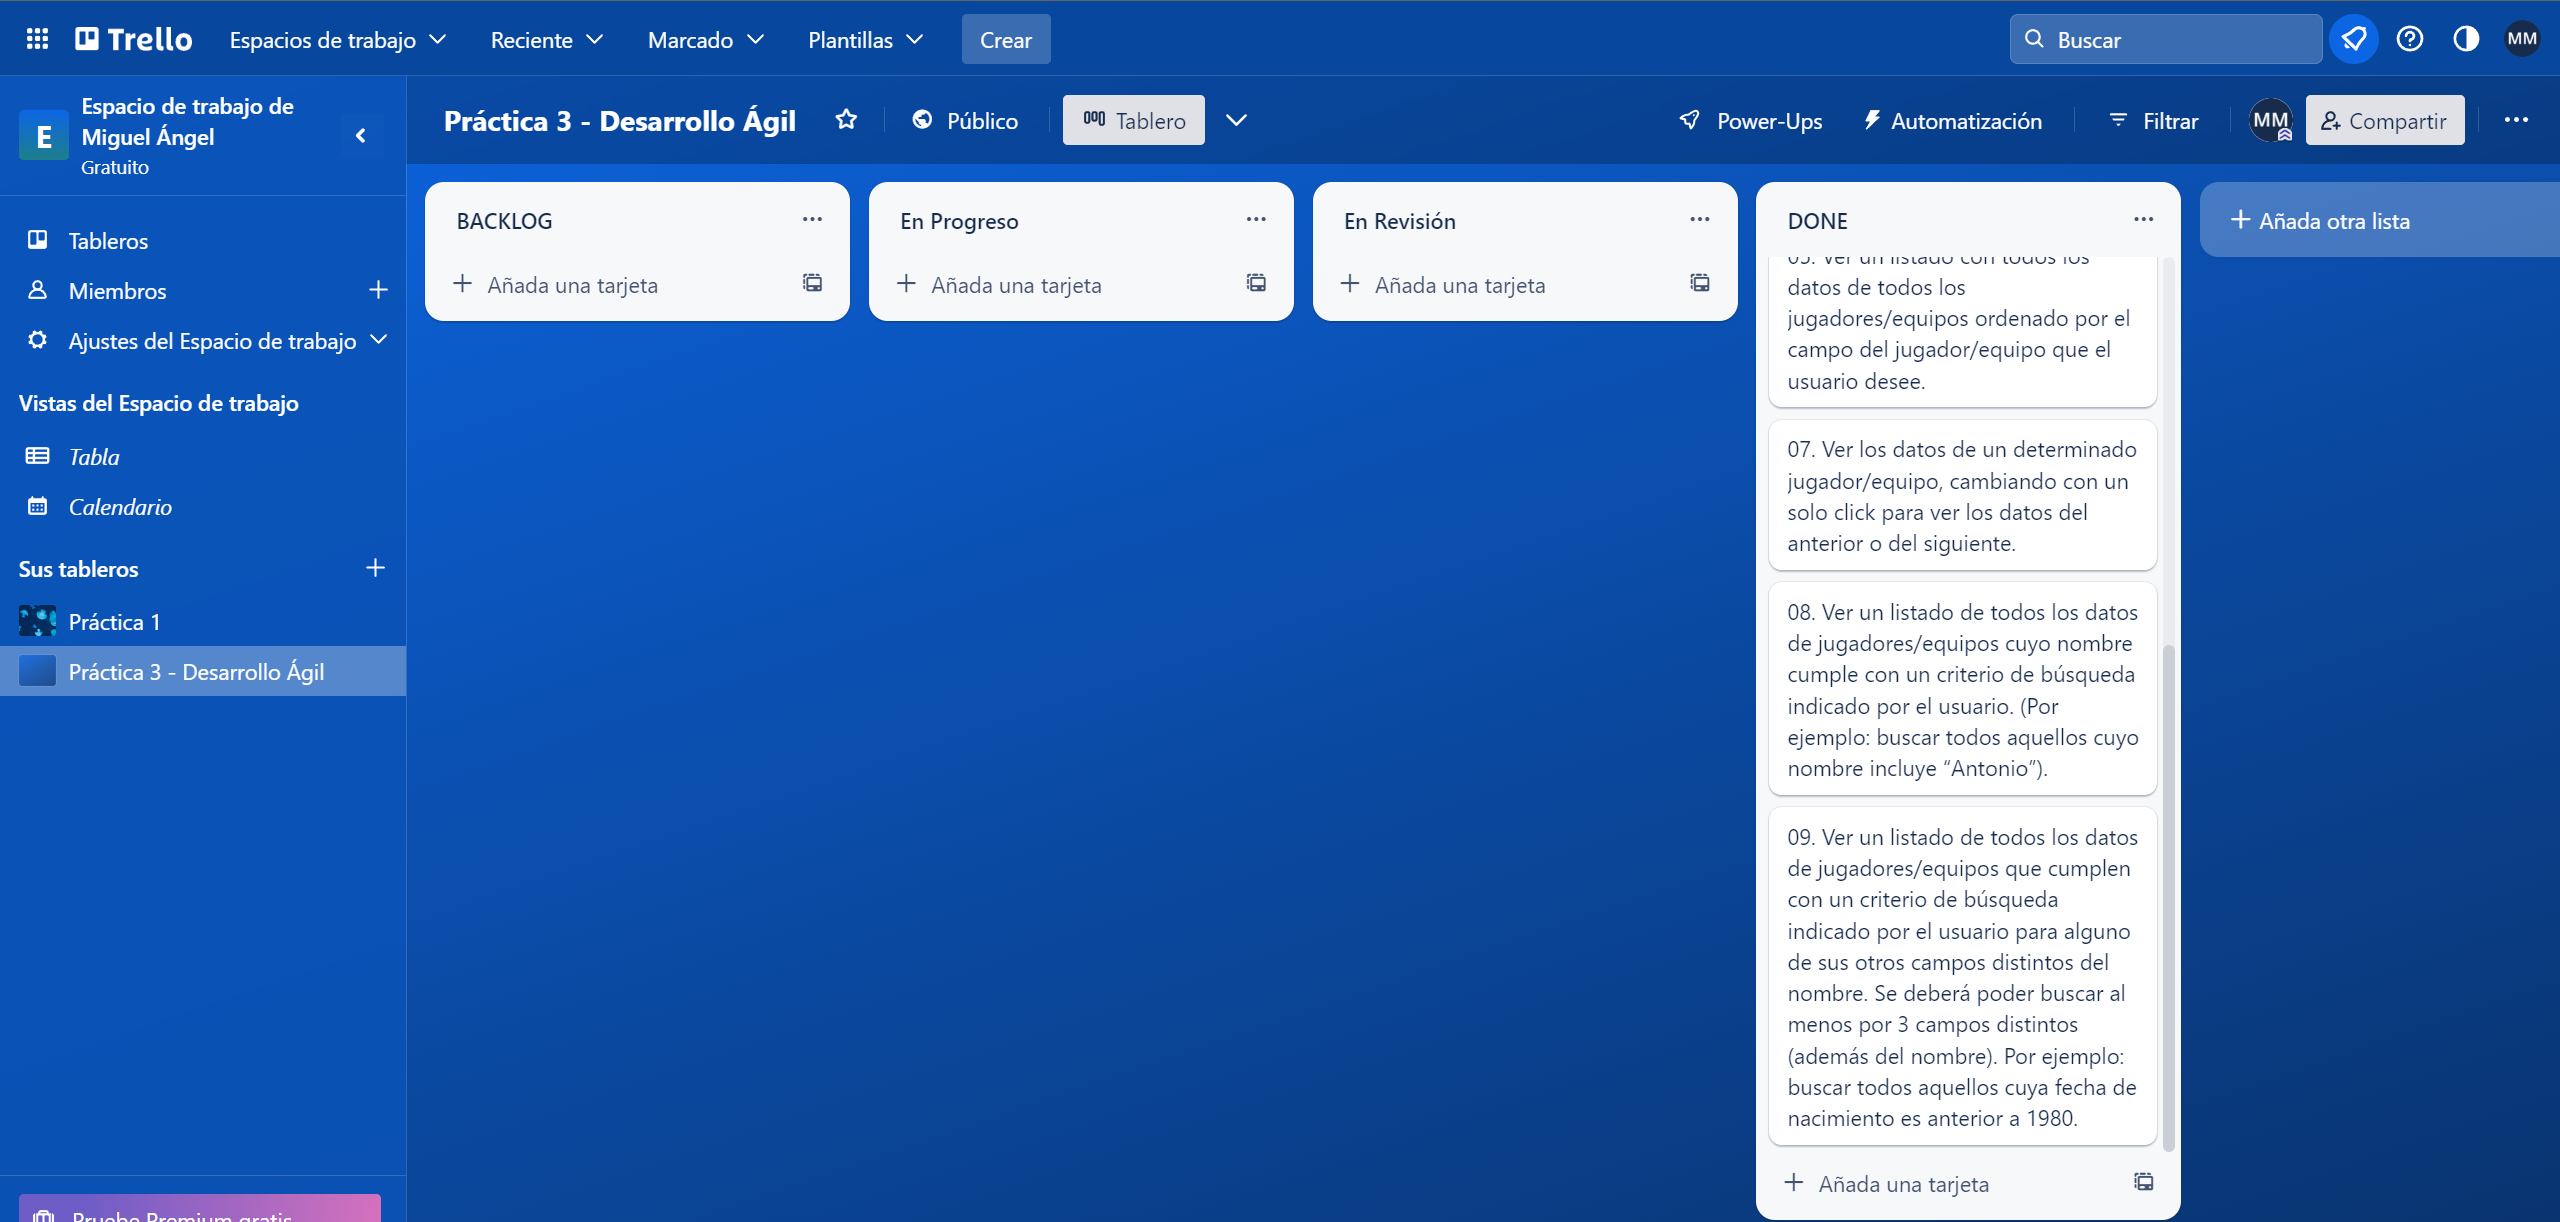 Trello
Espacios de trabajo
Reciente
Marcado
Plantillas
Crear
Buscar
MM
E
Espacio de trabajo de
Miguel Ángel
Gratuito
Práctica 3 - Desarrollo Ágil
Público
Tablero
Power-Ups
Automatización
Filtrar
MM
Compartir
Tableros
Miembros
Ajustes del Espacio de trabajo
Vistas del Espacio de trabajo
Tabla
Calendario
Sus tableros
Práctica 1
Práctica 3 - Desarrollo Ágil
Pruebe Premium gratis
BACKLOG
Añada una tarjeta
En Progreso
Añada una tarjeta
En Revisión
Añada una tarjeta
DONE
Ver un listado con todos los
datos de todos los
jugadores/equipos ordenado por el
campo del jugador/equipo que el
usuario desee.
07. Ver los datos de un determinado
jugador/equipo, cambiando con un
solo click para ver los datos del
anterior o del siguiente.
08. Ver un listado de todos los datos
de jugadores/equipos cuyo nombre
cumple con un criterio de búsqueda
indicado por el usuario. (Por
ejemplo: buscar todos aquellos cuyo
nombre incluye “Antonio”).
09. Ver un listado de todos los datos
de jugadores/equipos que cumplen
con un criterio de búsqueda
indicado por el usuario para alguno
de sus otros campos distintos del
nombre. Se deberá poder buscar al
menos por 3 campos distintos
(además del nombre). Por ejemplo:
buscar todos aquellos cuya fecha de
nacimiento es anterior a 1980.
Añada una tarjeta
Añada otra lista